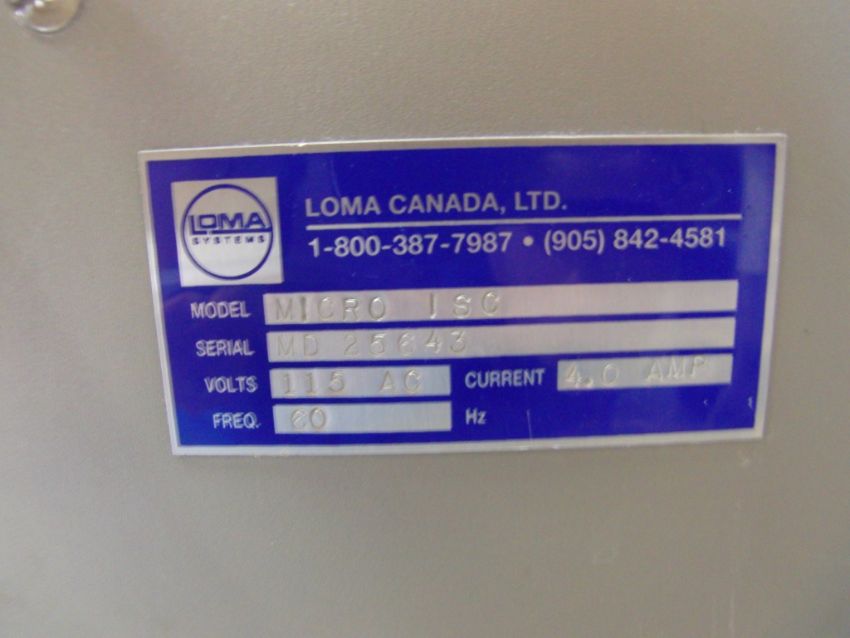 LOMA
SYSTEMS
LOMA CANADA, LTD.
1-800-387-7987 • (905) 842-4581
MODEL MICRO ISC
SERIAL MD 25643
VOLTS 115 AC CURRENT 4.0 AMP
FREQ. 60 Hz